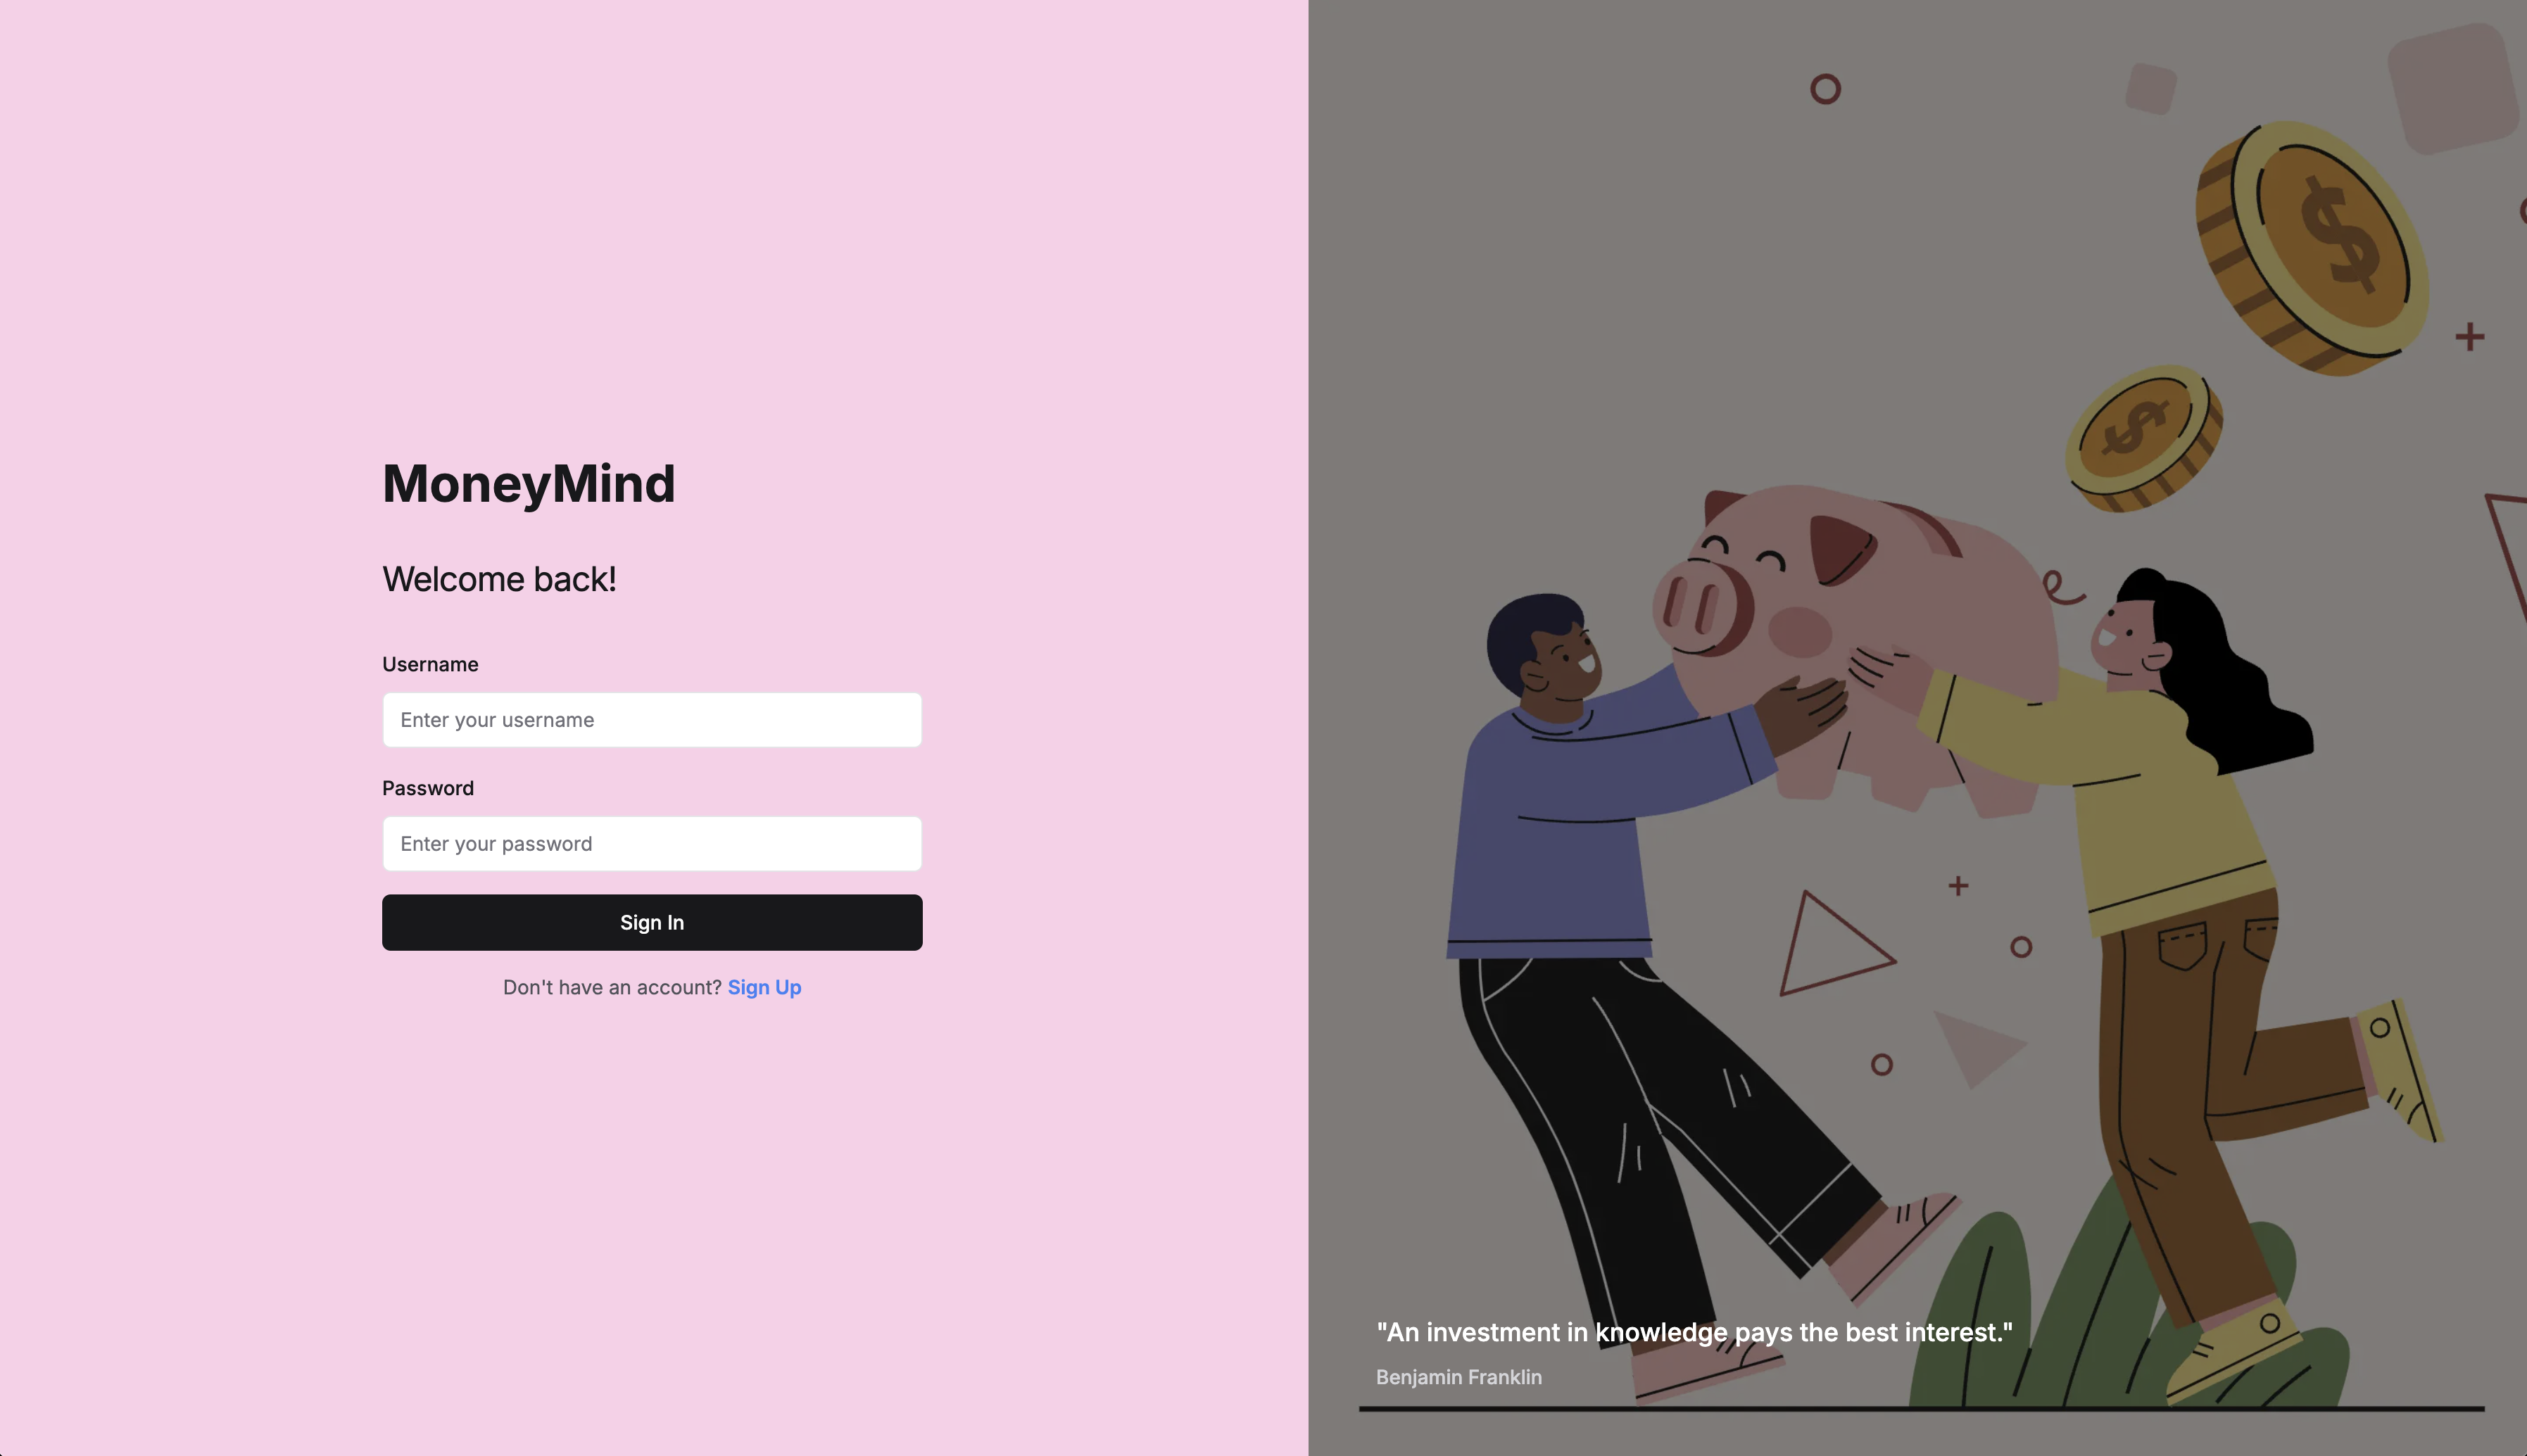 MoneyMind
Welcome back!
Username
Enter your username
Password
Enter your password
Sign In
Don't have an account? Sign Up
$
$
"An investment in knowledge pays the best interest."
Benjamin Franklin